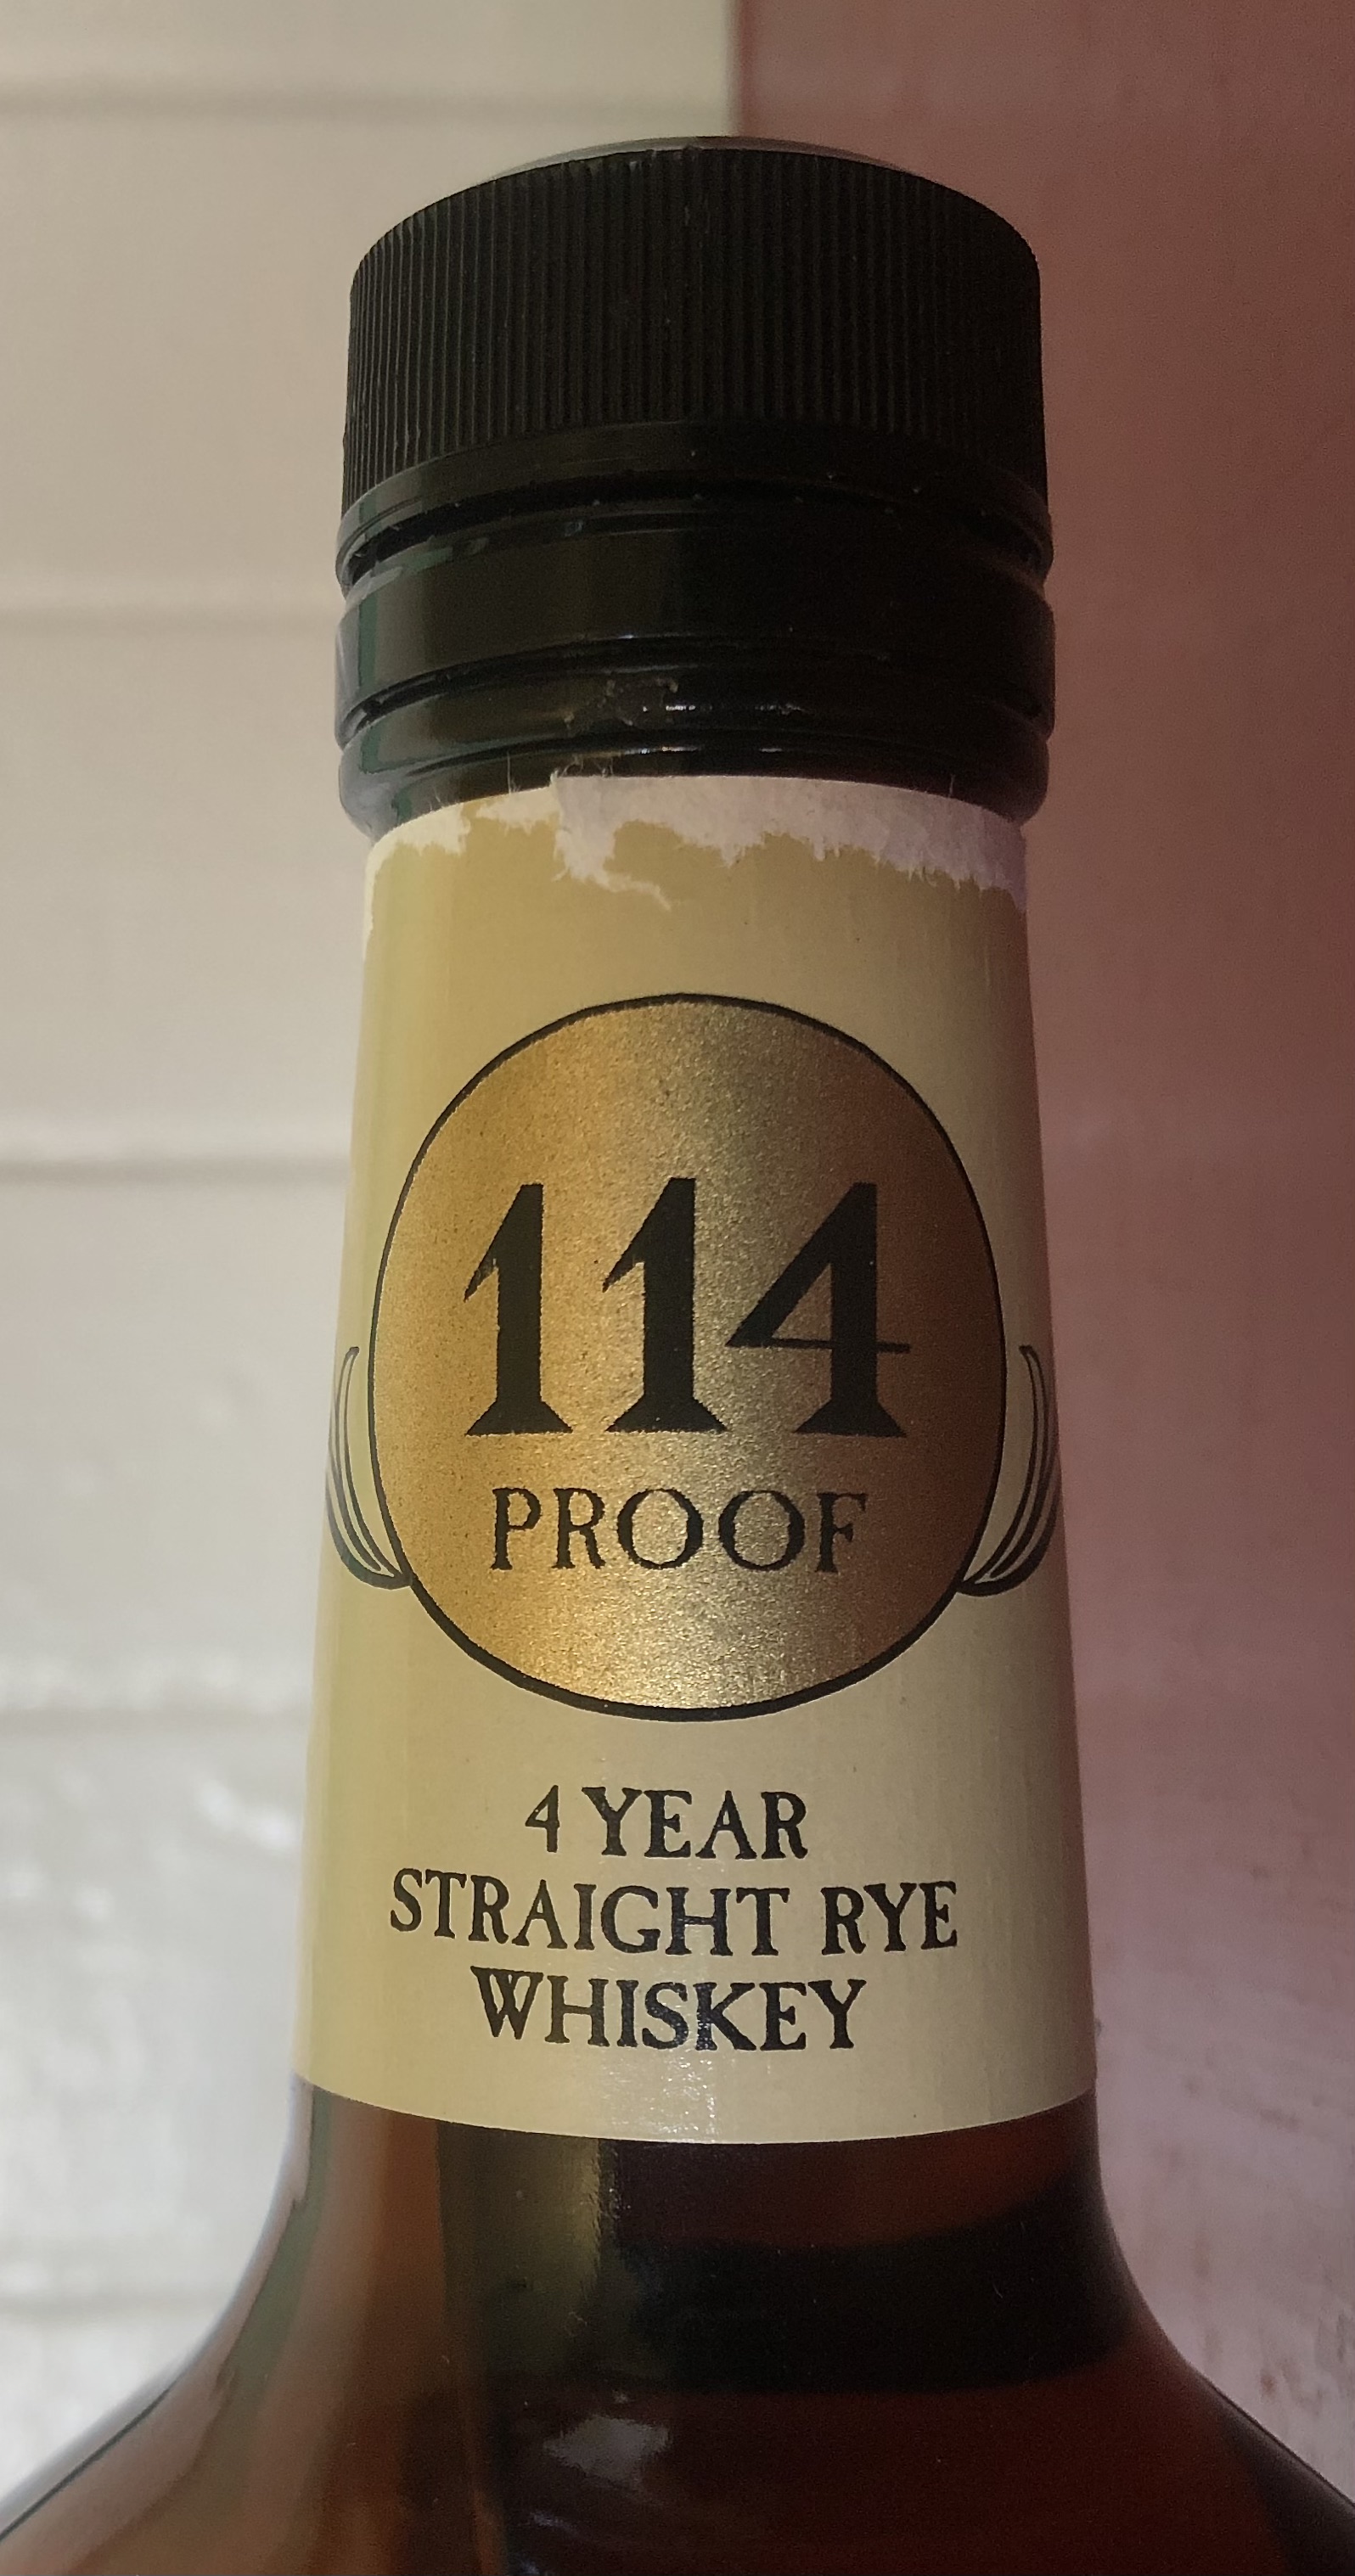 114
PROOF
4 YEAR
STRAIGHT RYE
WHISKEY